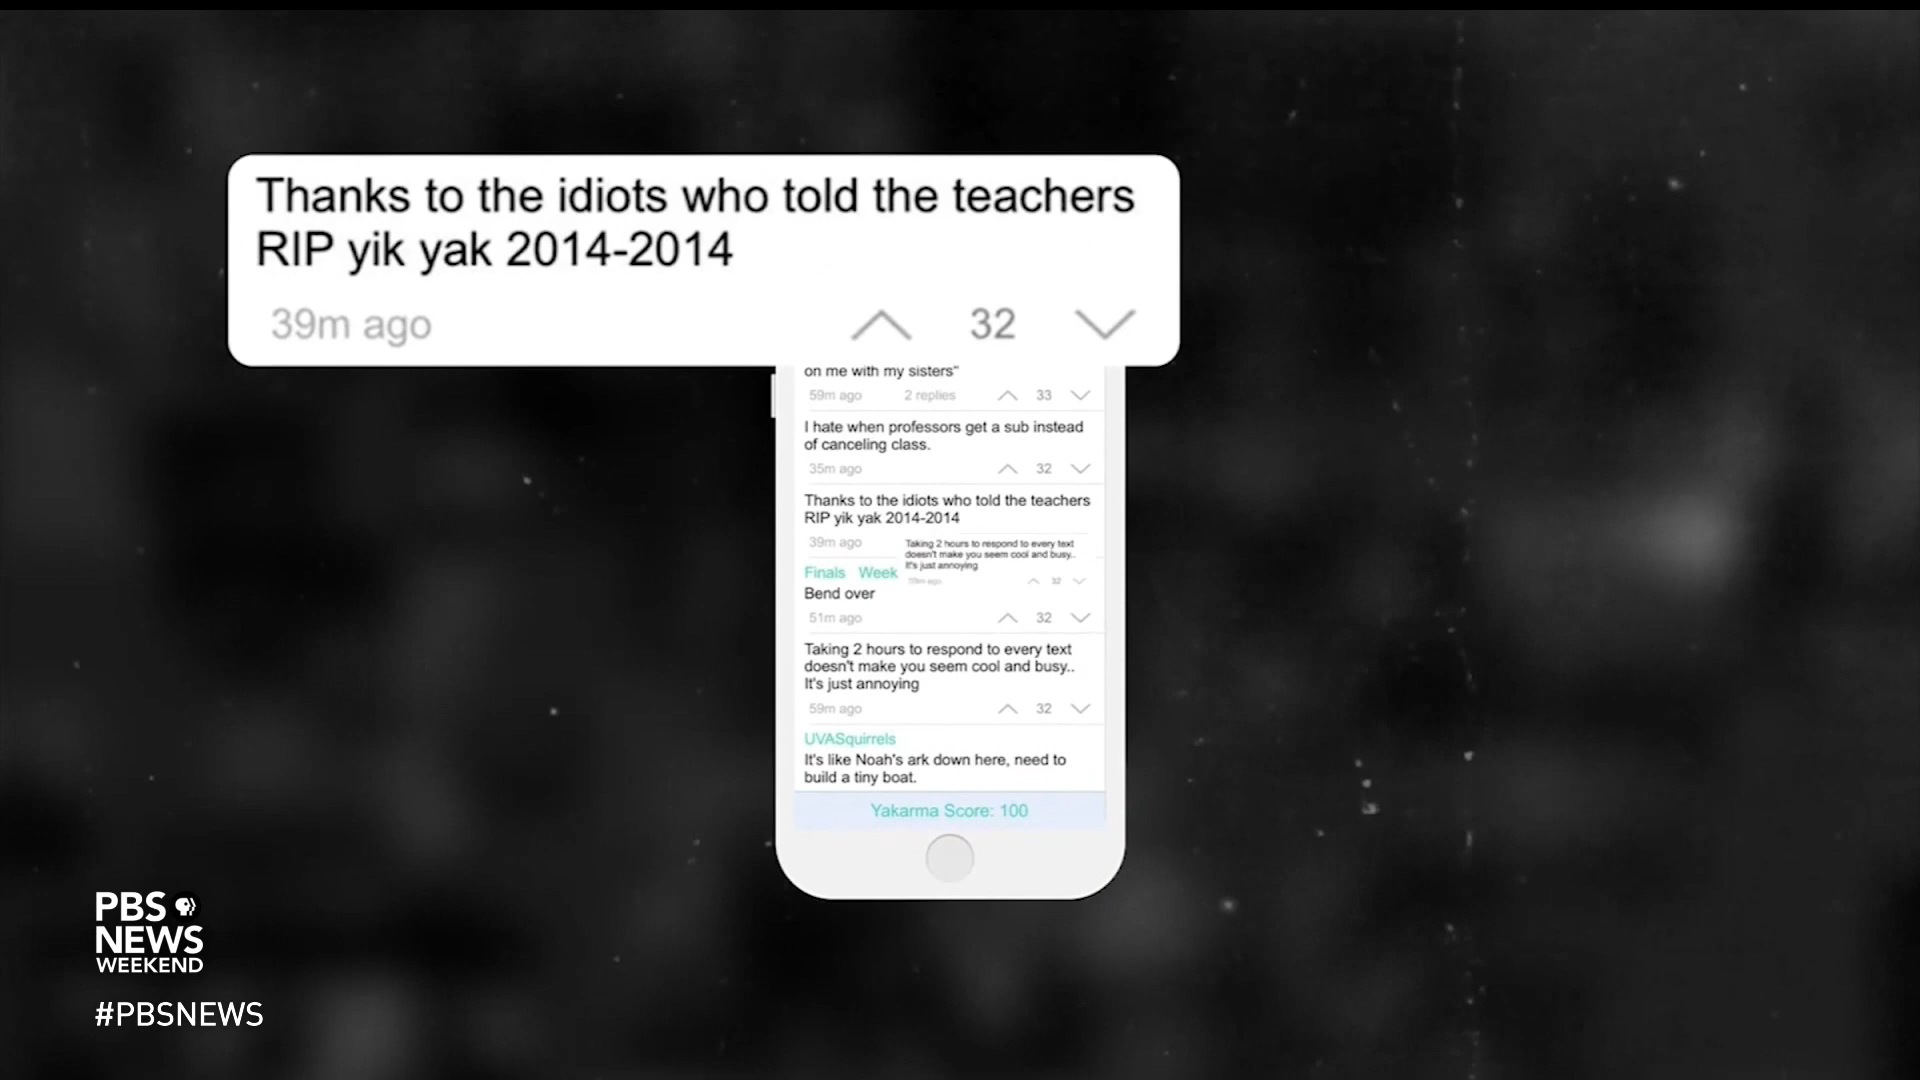 Thanks to the idiots who told the teachers
RIP yik yak 2014-2014
39m ago
32
on me with my sisters"
59m ago
2 replies
33
I hate when professors get a sub instead
of canceling class.
35m ago
32
Thanks to the idiots who told the teachers
RIP yik yak 2014-2014
39m ago
Taking 2 hours to respond to every text
doesn't make you seem cool and busy..
It's just annoying
59m ago
32
Finals Week
Bend over
51m ago
32
Taking 2 hours to respond to every text
doesn't make you seem cool and busy..
It's just annoying
59m ago
32
UVASquirrels
It's like Noah's ark down here, need to
build a tiny boat.
Yakarma Score: 100
PBS
NEWS
WEEKEND
#PBSNEWS